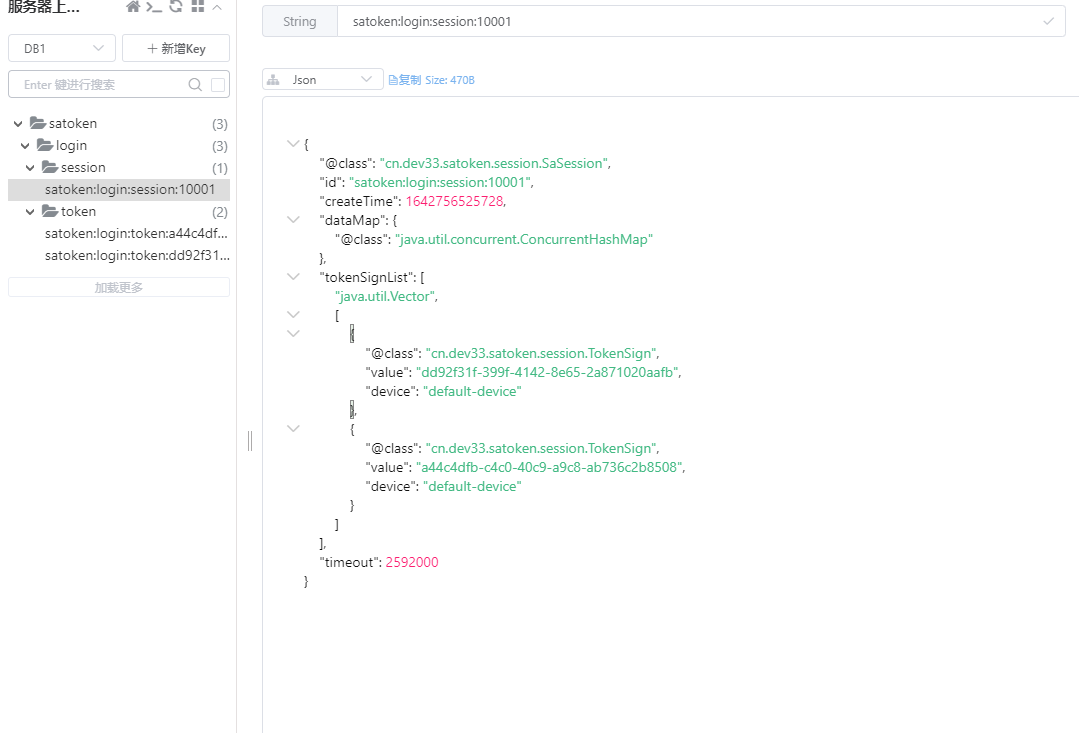 服务器上...
DB1
新增Key
Enter 键进行搜索
satoken (3)
login (3)
session (1)
satoken:login:session:10001
token (2)
satoken:login:token:a44c4df...
satoken:login:token:dd92f31...
加载更多
String satoken:login:session:10001
Json 复制 Size: 470B
{
"@class": "cn.dev33.satoken.session.SaSession",
"id": "satoken:login:session:10001",
"createTime": 1642756525728,
"dataMap": {
"@class": "java.util.concurrent.ConcurrentHashMap"
},
"tokenSignList": [
"java.util.Vector",
[
{
"@class": "cn.dev33.satoken.session.TokenSign",
"value": "dd92f31f-399f-4142-8e65-2a871020aafb",
"device": "default-device"
},
{
"@class": "cn.dev33.satoken.session.TokenSign",
"value": "a44c4dfb-c4c0-40c9-a9c8-ab736c2b8508",
"device": "default-device"
}
]
],
"timeout": 2592000
}